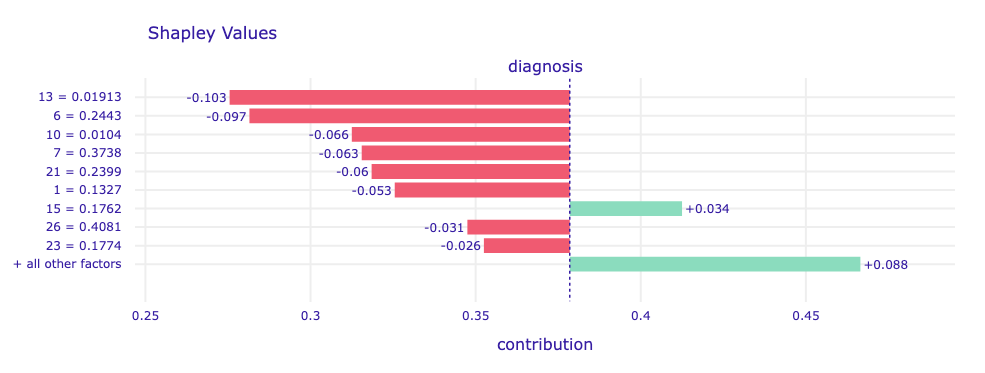 Shapley Values
diagnosis
13 = 0.01913 -0.103
6 = 0.2443 -0.097
10 = 0.0104 -0.066
7 = 0.3738 -0.063
21 = 0.2399 -0.06
1 = 0.1327 -0.053
15 = 0.1762 +0.034
26 = 0.4081 -0.031
23 = 0.1774 -0.026
+ all other factors +0.088
0.25 0.3 0.35 0.4 0.45
contribution